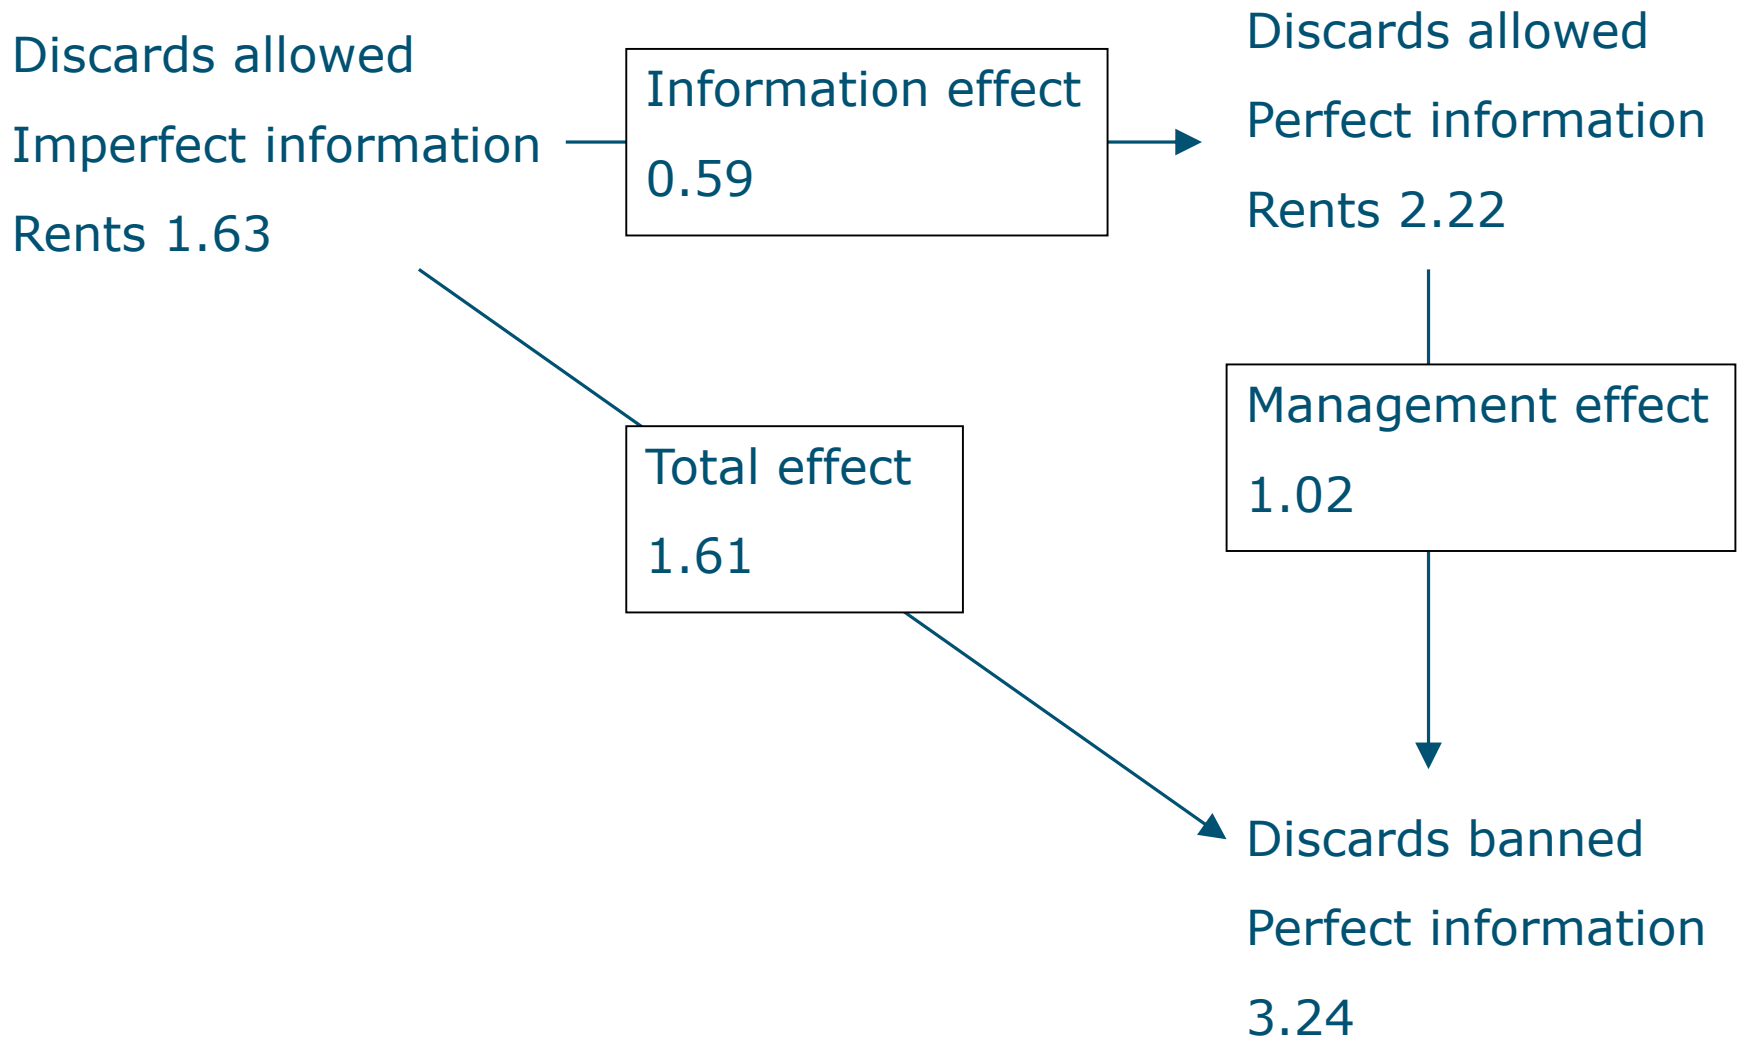 Discards allowed
Imperfect information
Rents 1.63
Information effect
0.59
Discards allowed
Perfect information
Rents 2.22
Total effect
1.61
Management effect
1.02
Discards banned
Perfect information
3.24